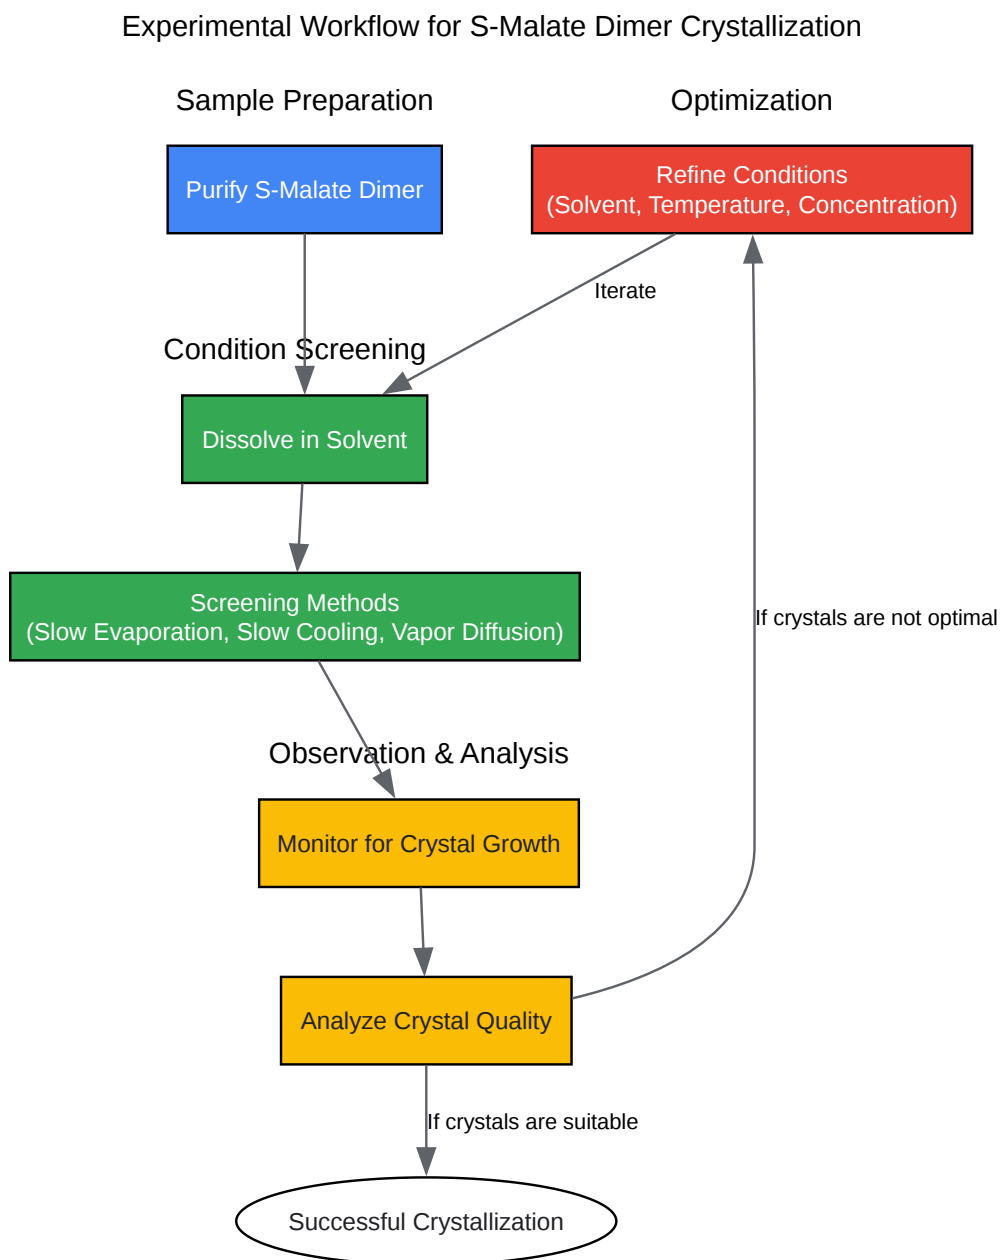 Experimental Workflow for S-Malate Dimer Crystallization
Sample Preparation
Optimization
Purify S-Malate Dimer
Refine Conditions
(Solvent, Temperature, Concentration)
Iterate
Condition Screening
Dissolve in Solvent
Screening Methods
(Slow Evaporation, Slow Cooling, Vapor Diffusion)
If crystals are not optimal
Observation & Analysis
Monitor for Crystal Growth
Analyze Crystal Quality
If crystals are suitable
Successful Crystallization